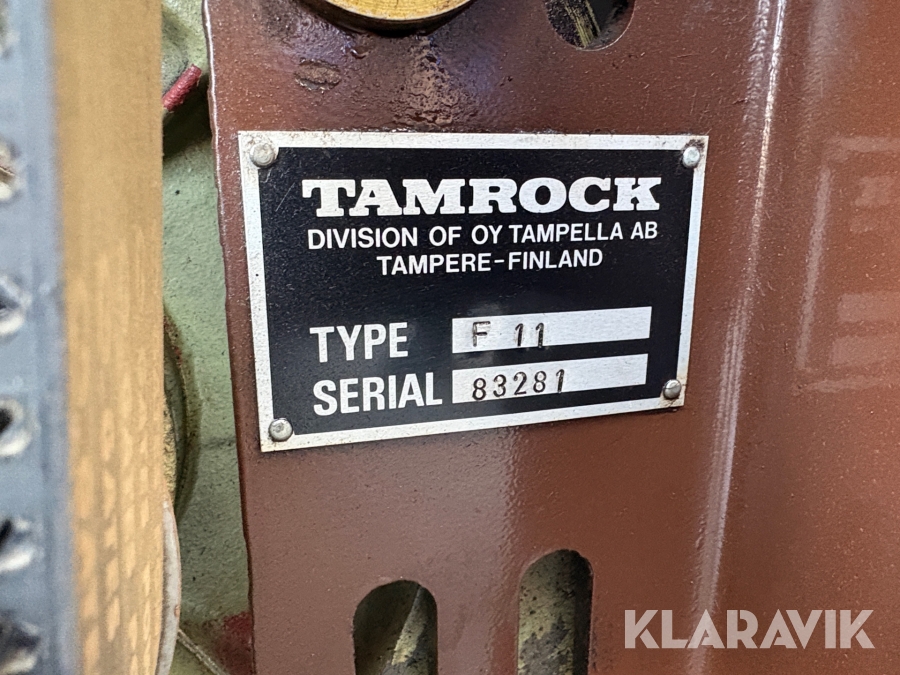 TAMROCK
DIVISION OF OY TAMPELLA AB
TAMPERE-FINLAND
TYPE F 11
SERIAL 83281
KLARAVIK